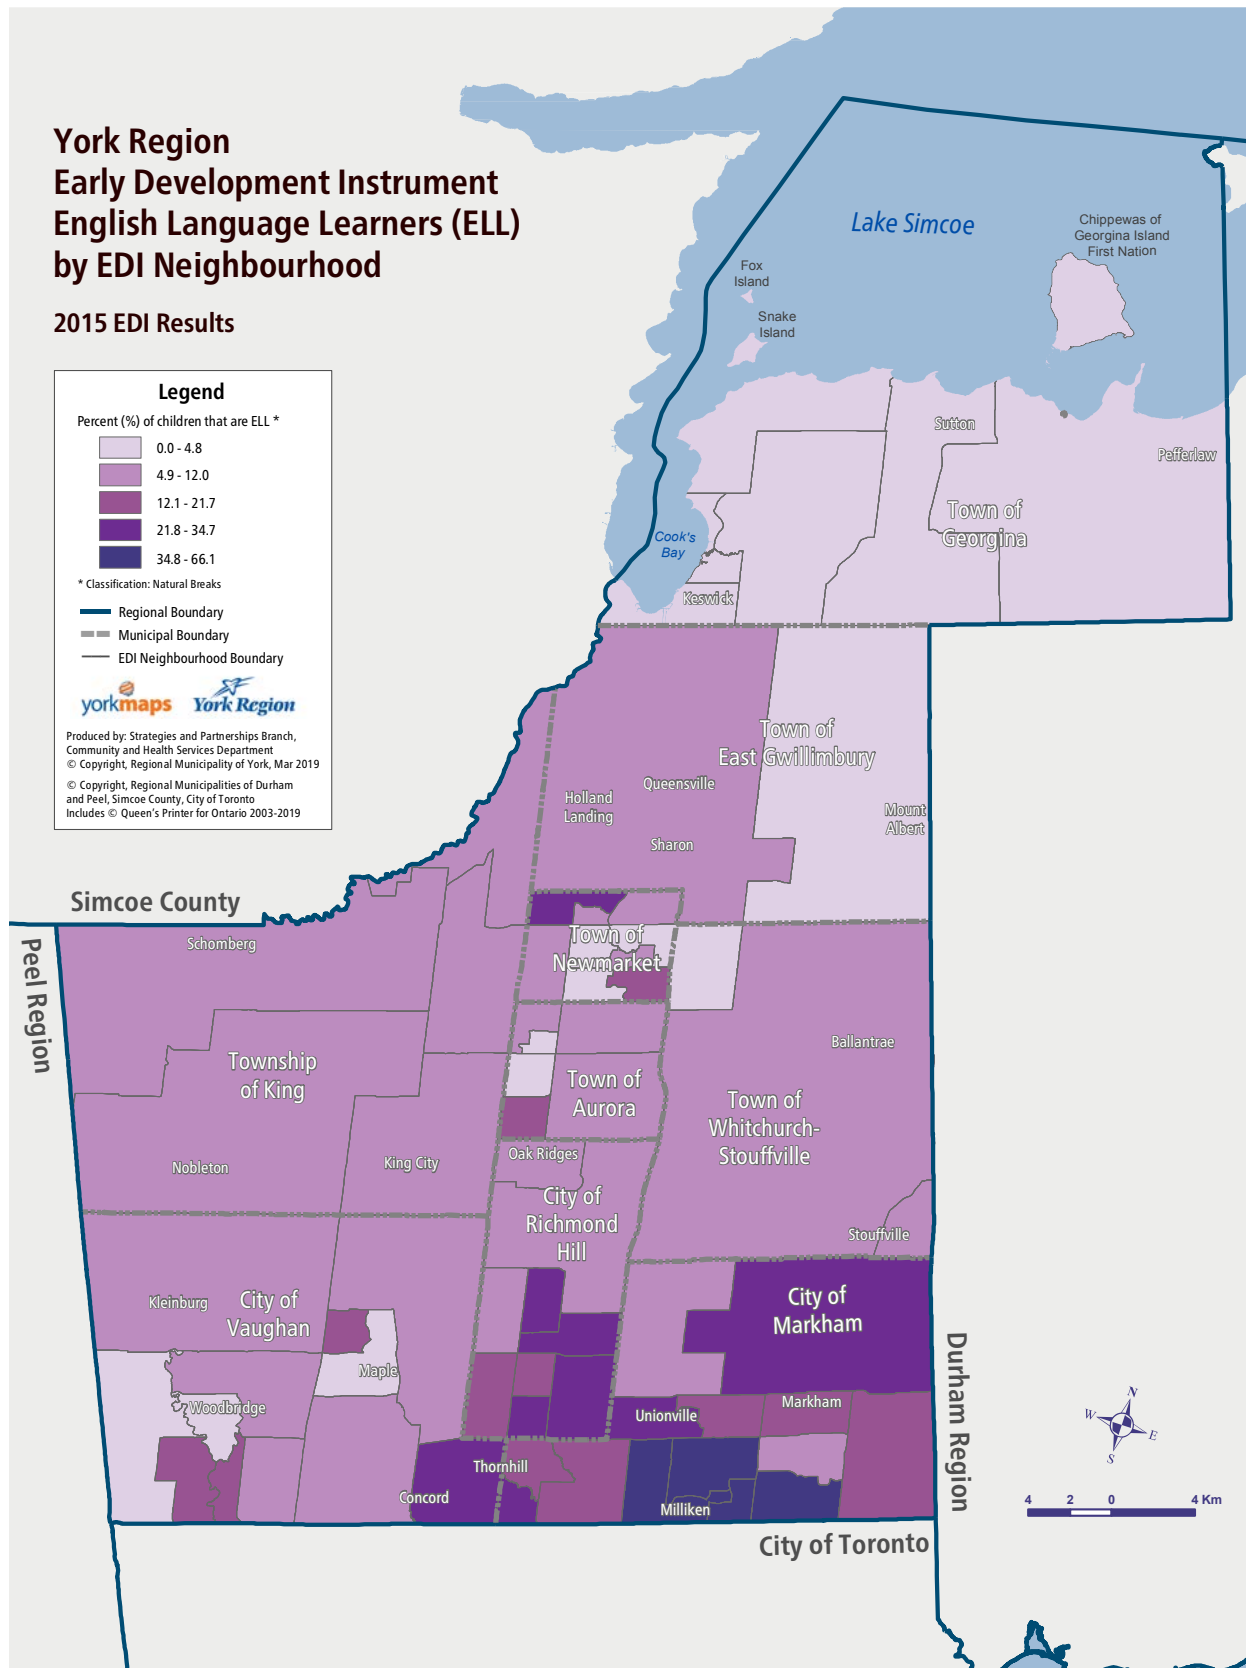 York Region
Early Development Instrument
English Language Learners (ELL)
by EDI Neighbourhood
2015 EDI Results
Legend
Percent (%) of children that are ELL *
0.0 - 4.8
4.9 - 12.0
12.1 - 21.7
21.8 - 34.7
34.8 - 66.1
* Classification: Natural Breaks
Regional Boundary
Municipal Boundary
EDI Neighbourhood Boundary
yorkmaps
York Region
Produced by: Strategies and Partnerships Branch,
Community and Health Services Department
© Copyright, Regional Municipality of York, Mar 2019
© Copyright, Regional Municipalities of Durham
and Peel, Simcoe County, City of Toronto
Includes © Queen's Printer for Ontario 2003-2019
Lake Simcoe
Chippewas of
Georgina Island
First Nation
Fox
Island
Snake
Island
Sutton
Pefferlaw
Town of
Georgina
Cook's
Bay
Keswick
Town of
East Gwillimbury
Queensville
Holland
Landing
Mount
Albert
Sharon
Simcoe County
Peel Region
Schomberg
Town of
Newmarket
Ballantrae
Township
of King
Town of
Aurora
Town of
Whitchurch-
Stouffville
Nobleton
King City
Oak Ridges
City of
Richmond
Hill
Stouffville
Kleinburg
City of
Vaughan
City of
Markham
Maple
Woodbridge
Unionville
Markham
Thornhill
Concord
Milliken
Durham Region
City of Toronto
N
W
E
S
4 2 0 4 Km